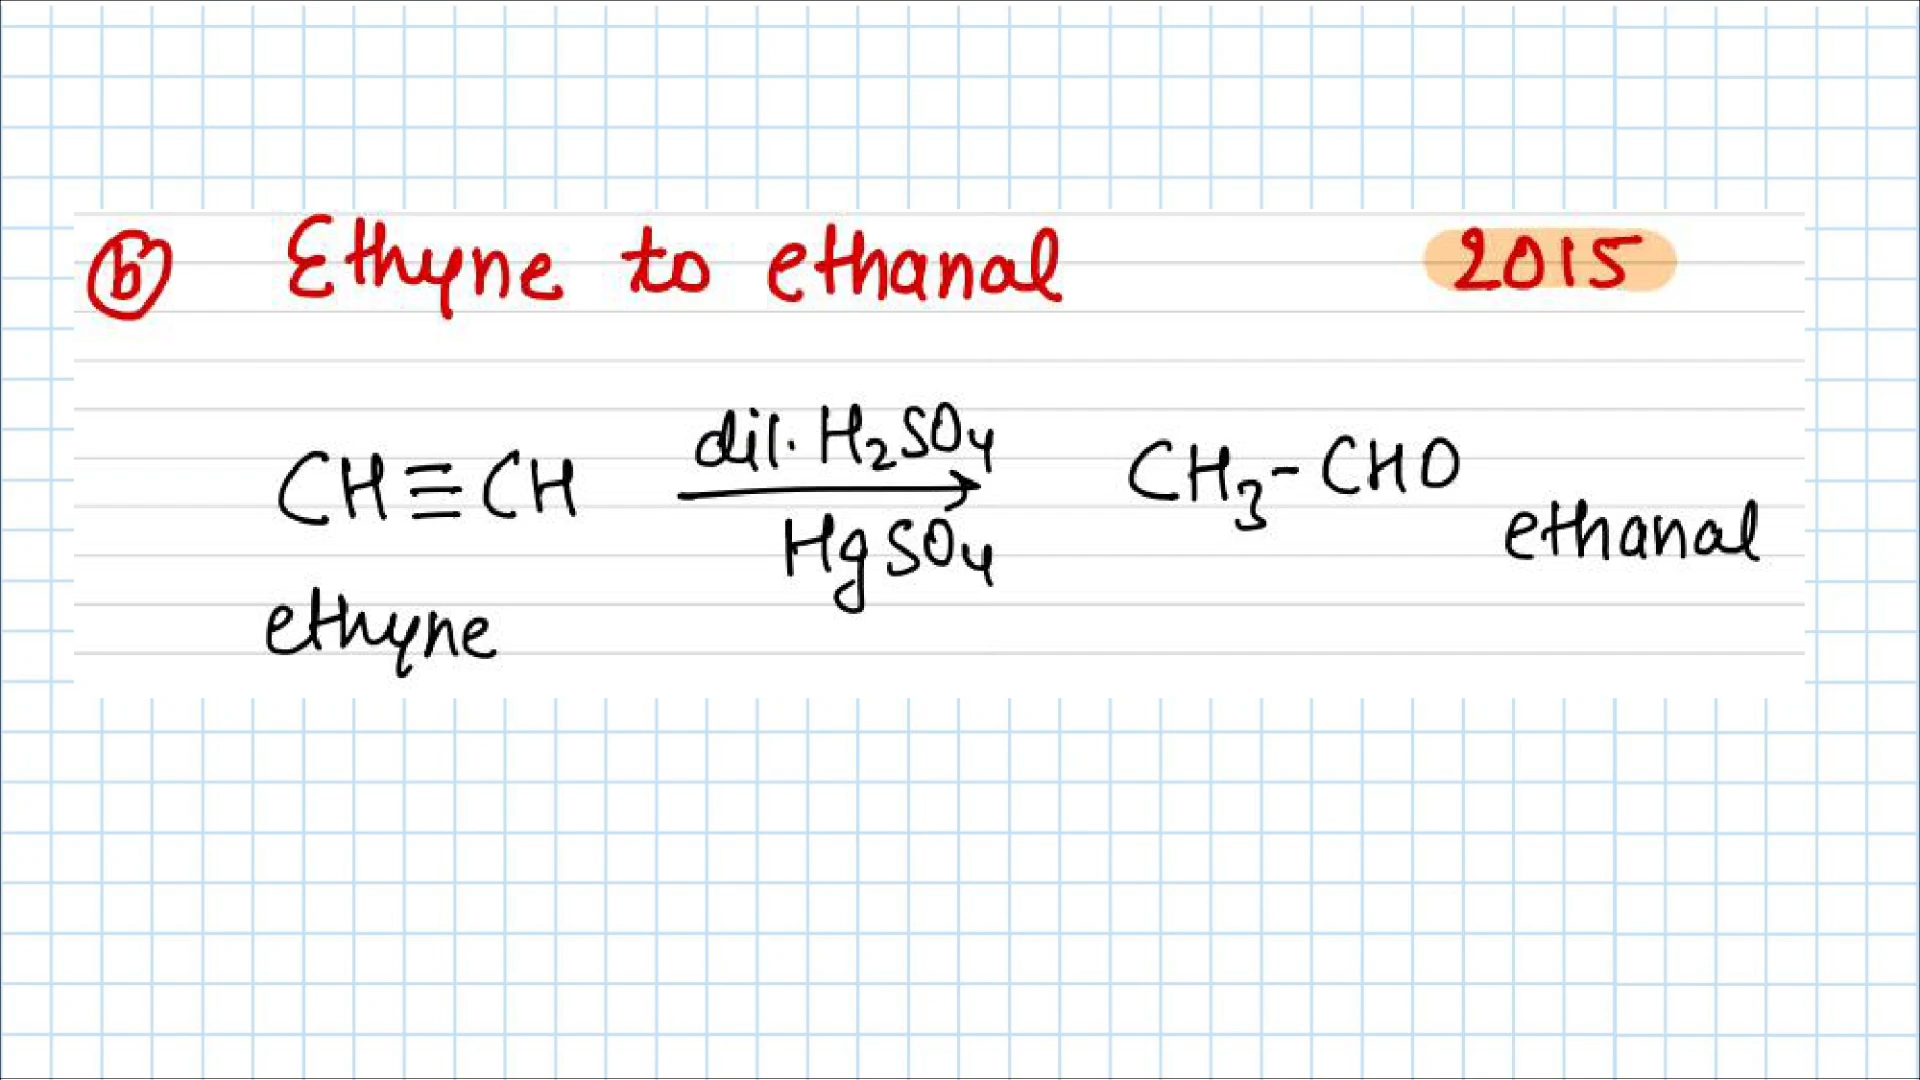 ⓑ Ethyne to ethanal 2015
dil. H₂SO₄
CH≡CH → CH₃-CHO
HgSO₄ ethanal
ethyne